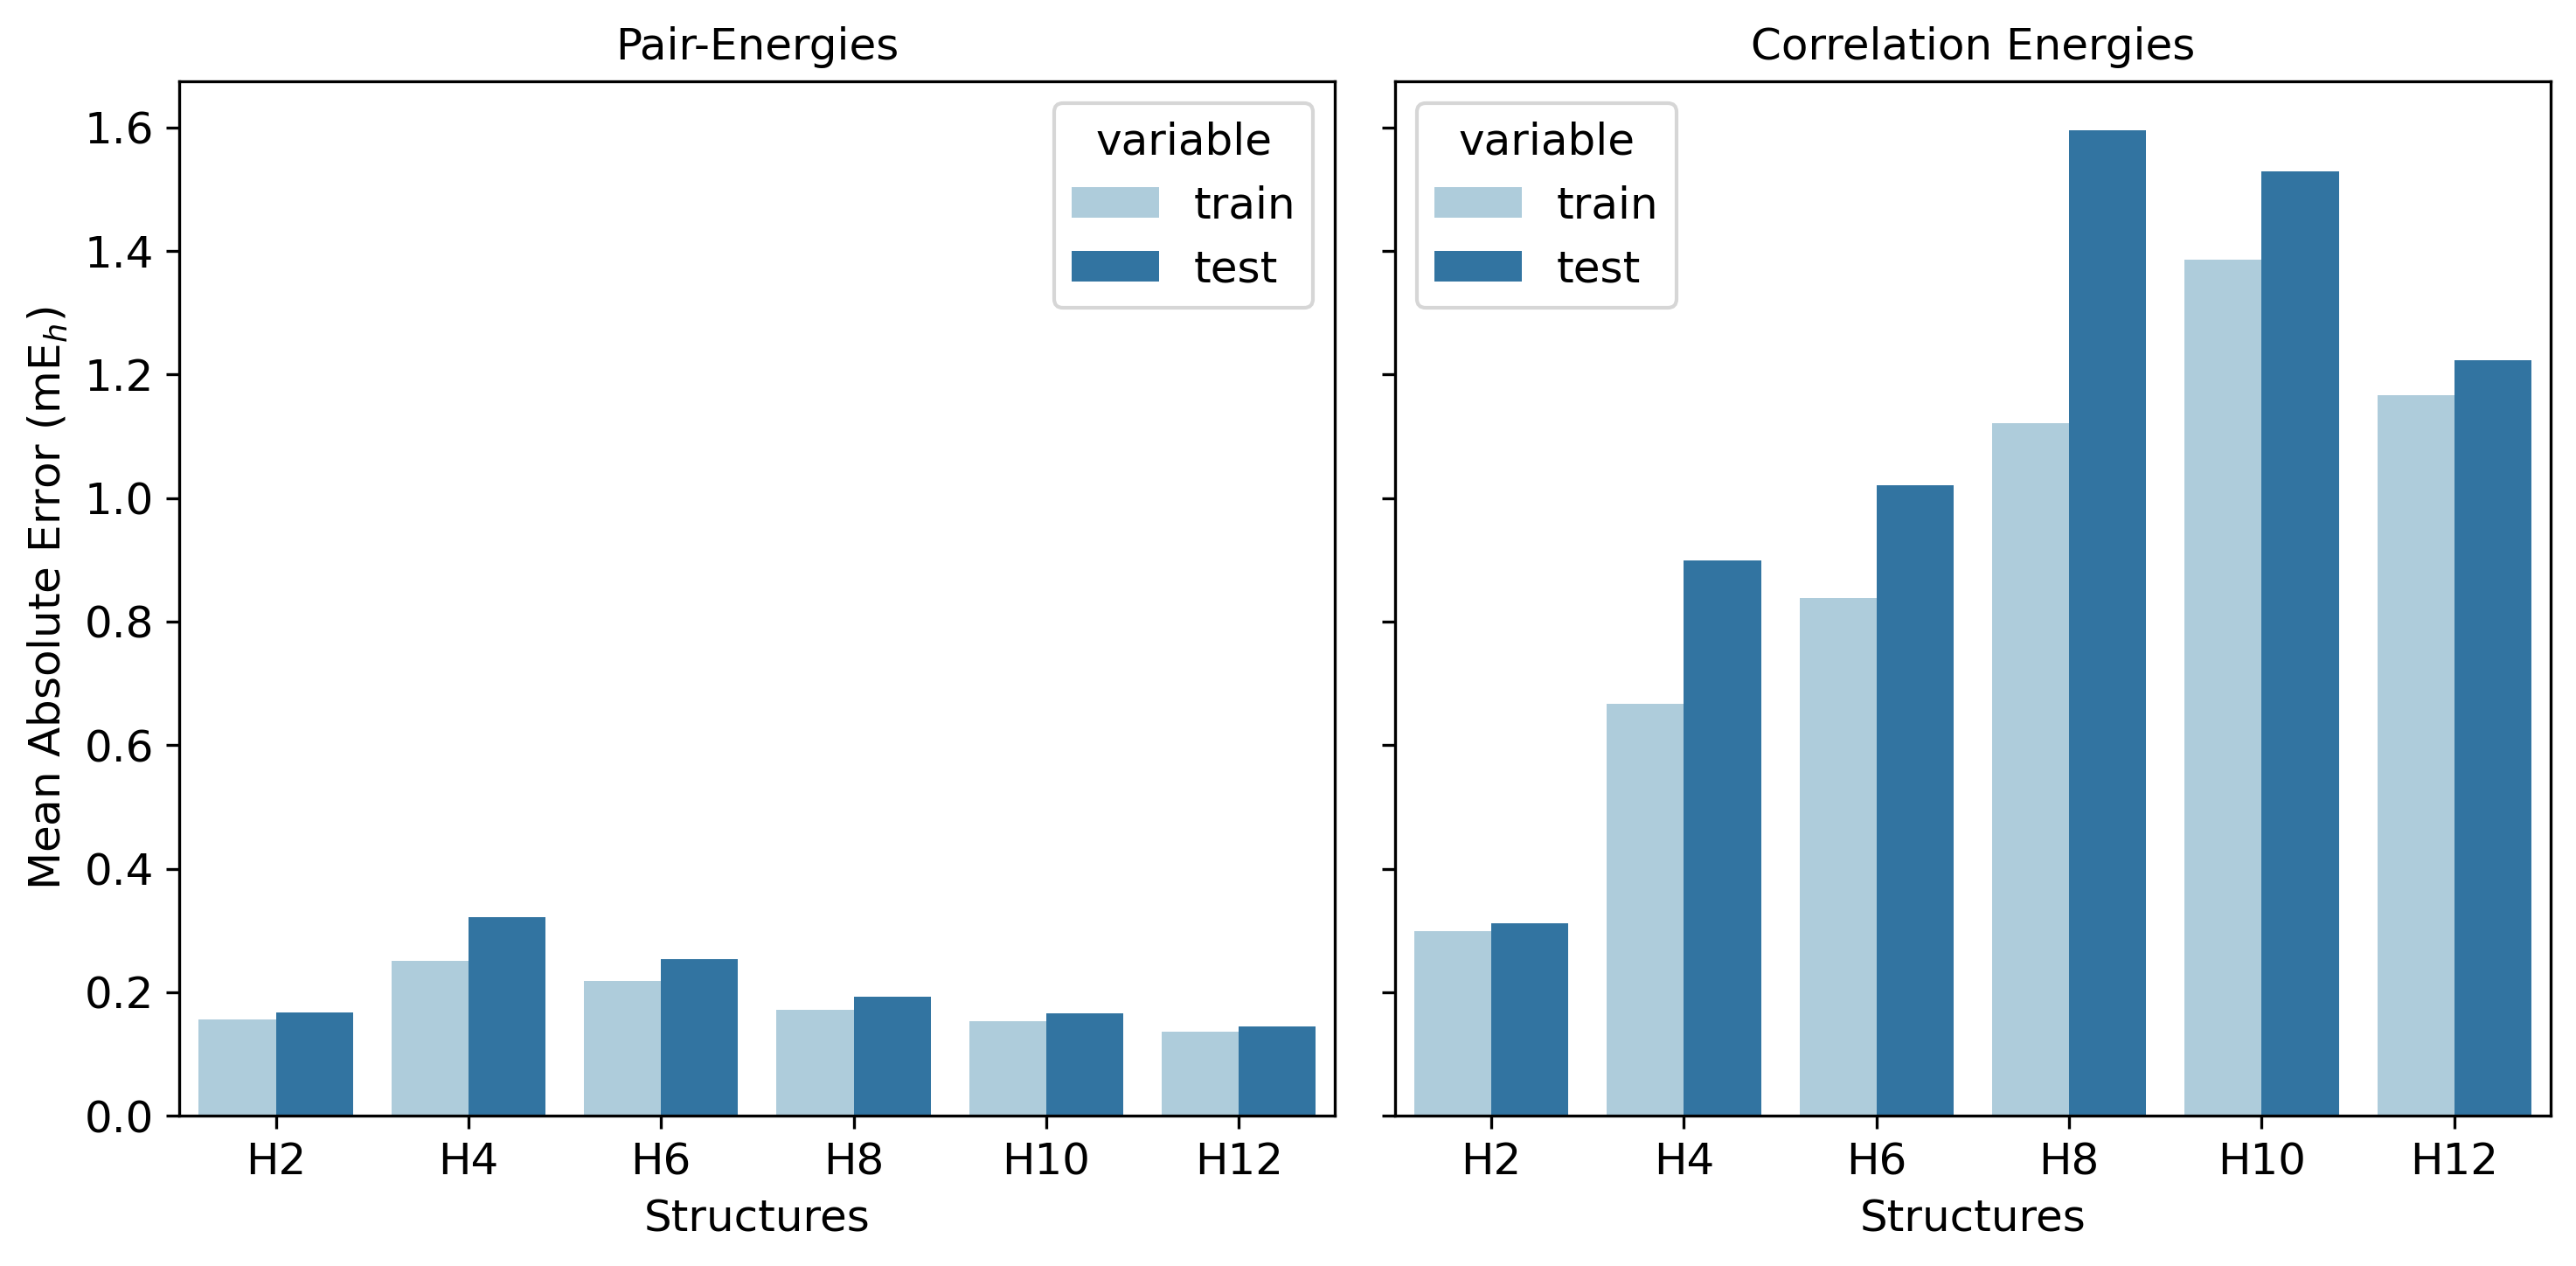 Pair-Energies
Correlation Energies
Mean Absolute Error (mE_h)
1.6
1.4
1.2
1.0
0.8
0.6
0.4
0.2
0.0
variable
train
test
H2 H4 H6 H8 H10 H12
Structures
variable
train
test
H2 H4 H6 H8 H10 H12
Structures